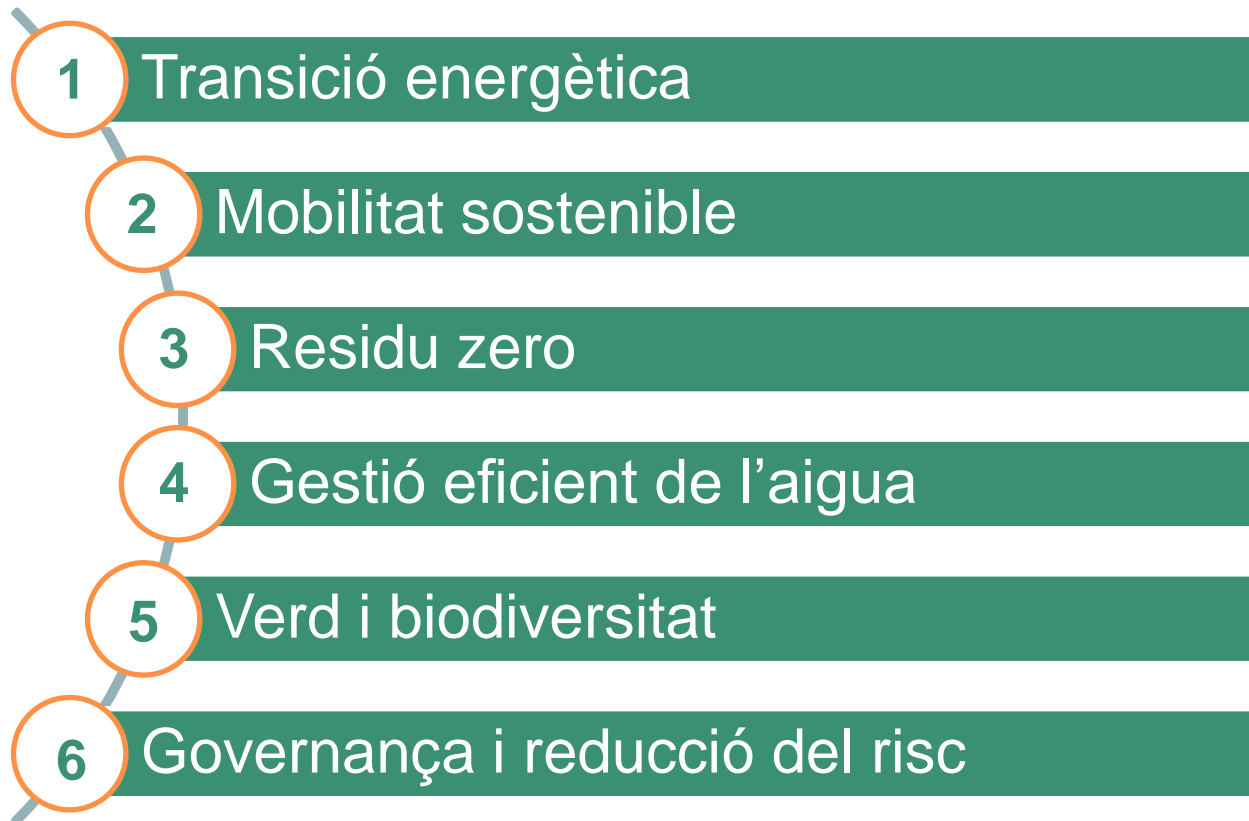 1 Transició energètica
2 Mobilitat sostenible
3 Residu zero
4 Gestió eficient de l’aigua
5 Verd i biodiversitat
6 Governança i reducció del risc